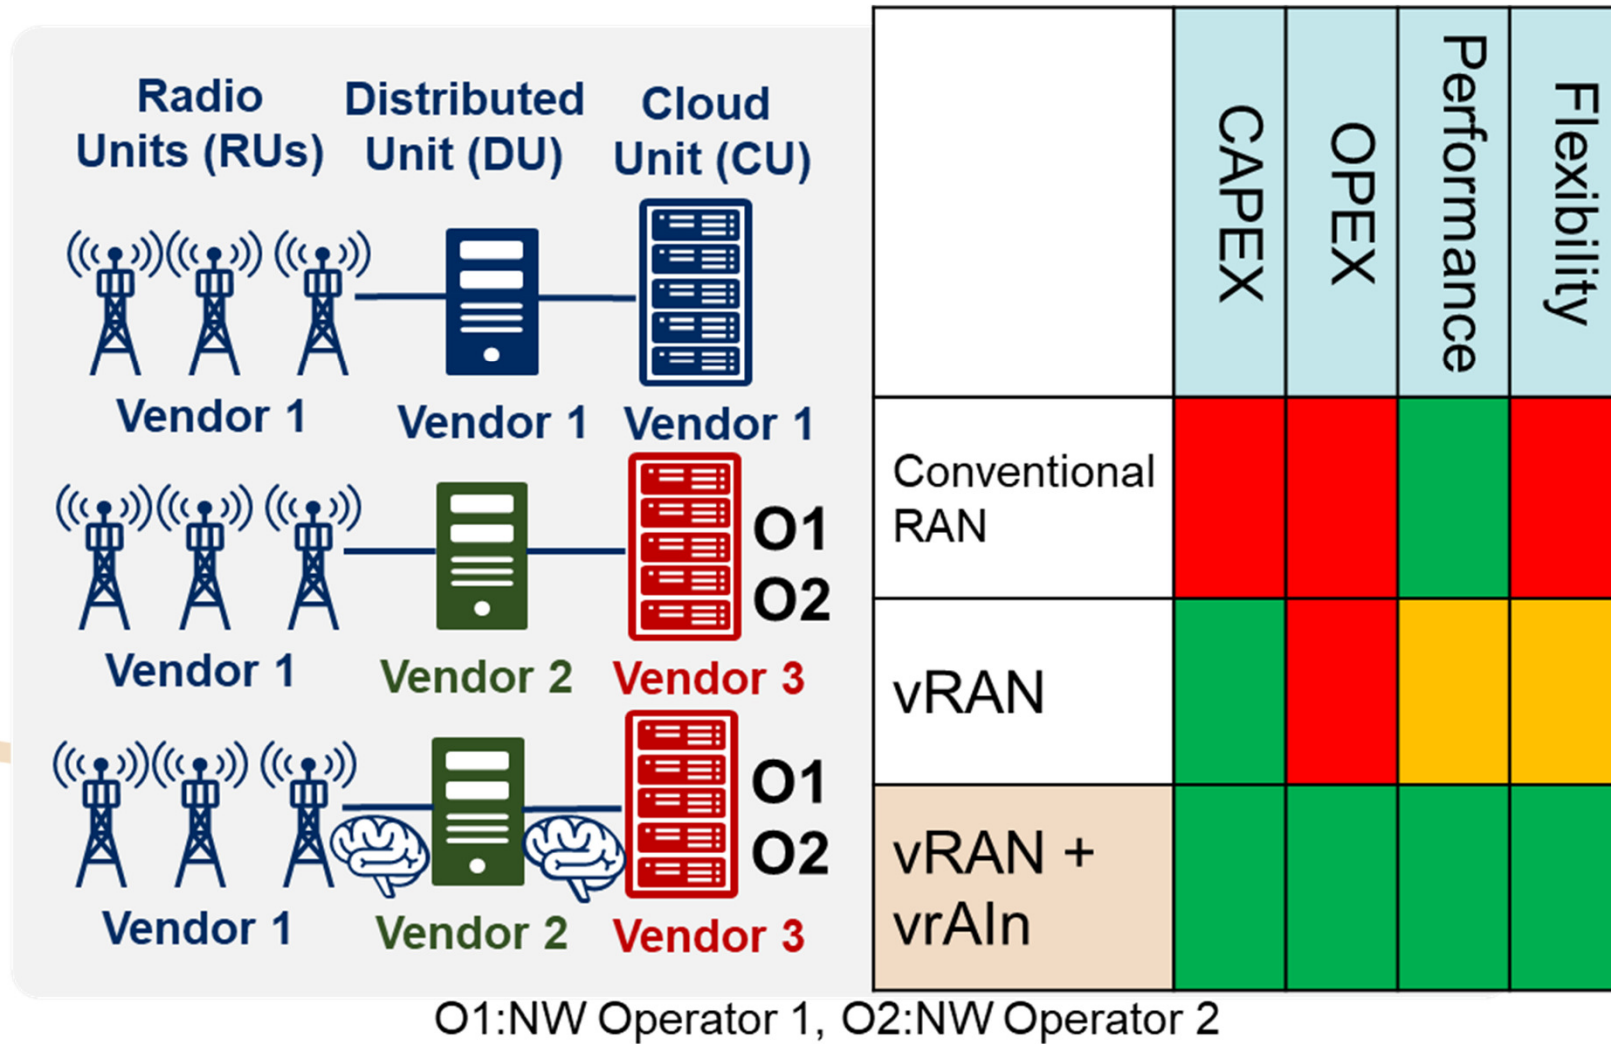 Radio
Units (RUs)
Distributed
Unit (DU)
Cloud
Unit (CU)
Vendor 1
Vendor 1
Vendor 1
O1
O2
Vendor 1
Vendor 2
Vendor 3
O1
O2
Vendor 1
Vendor 2
Vendor 3
CAPEX
OPEX
Performance
Flexibility
Conventional
RAN
vRAN
vRAN +
vrAIn
O1:NW Operator 1, O2:NW Operator 2